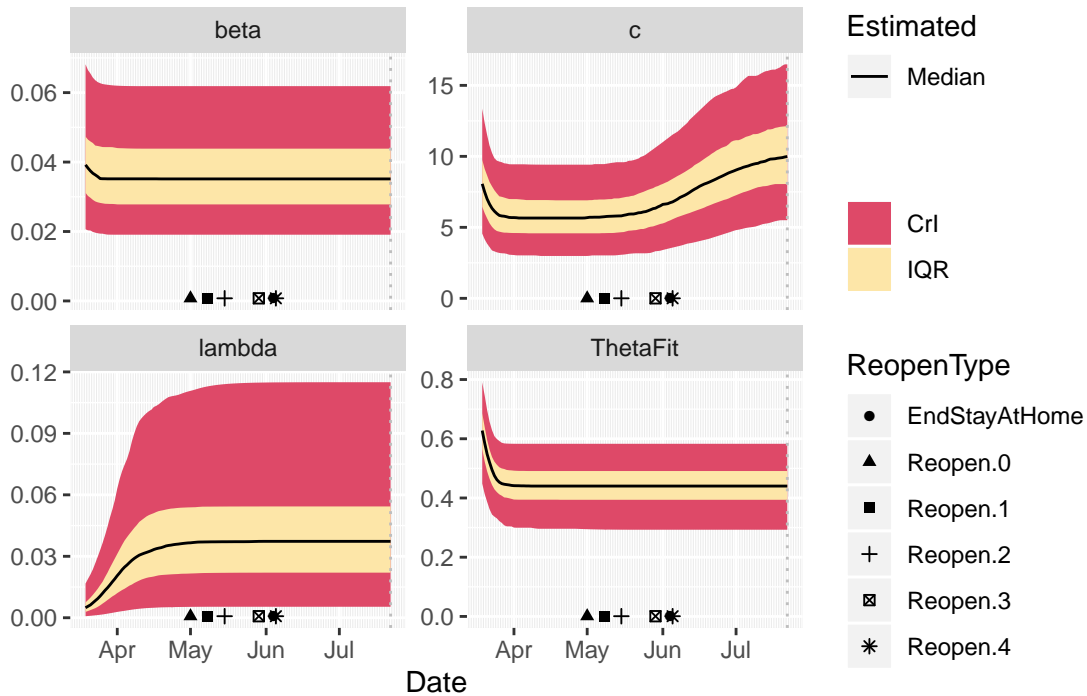 beta
c
Estimated
Median
0.06
0.04
0.02
0.00
15
10
5
0
CrI
IQR
lambda
ThetaFit
0.12
0.09
0.06
0.03
0.00
0.8
0.6
0.4
0.2
0.0
ReopenType
EndStayAtHome
Reopen.0
Reopen.1
Reopen.2
Reopen.3
Reopen.4
Apr May Jun Jul
Apr May Jun Jul
Date